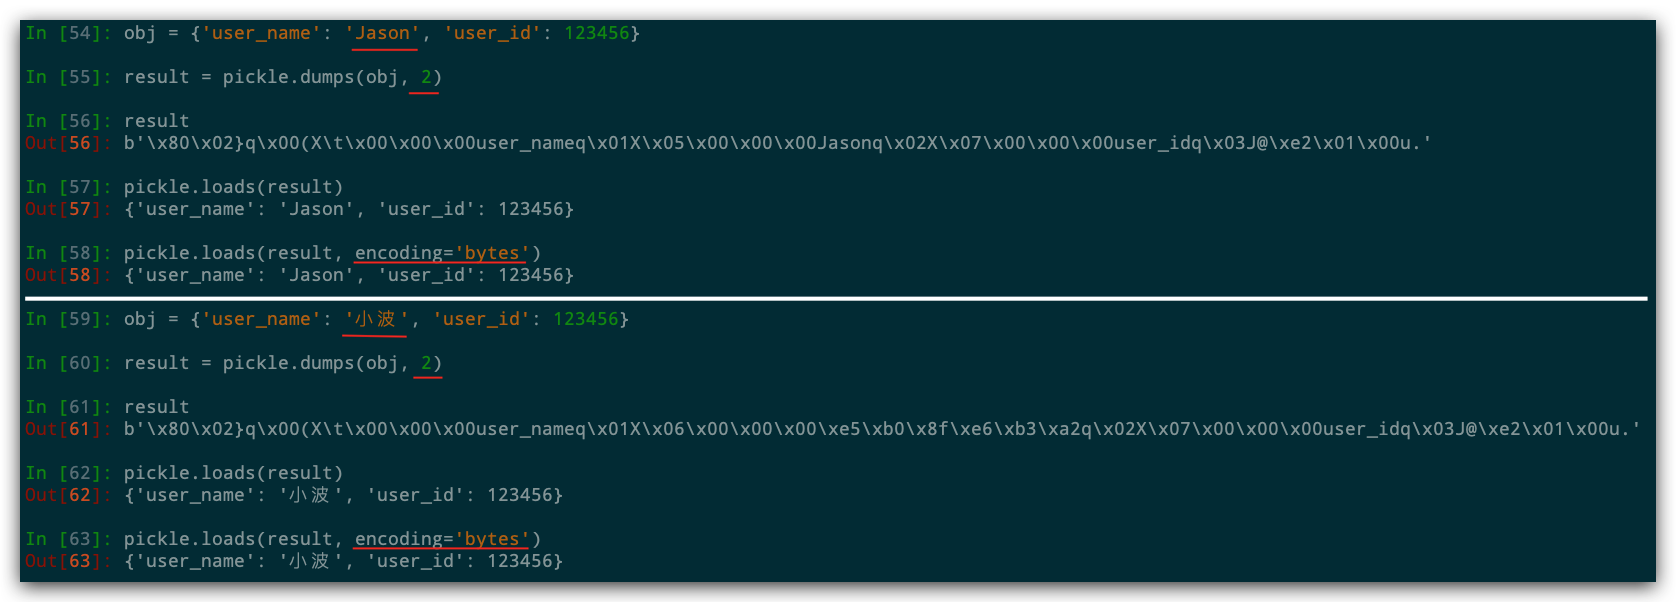 In [54]: obj = {'user_name': 'Jason', 'user_id': 123456}
In [55]: result = pickle.dumps(obj, 2)
In [56]: result
Out[56]: b'\x80\x02}q\x00(X\t\x00\x00\x00user_nameq\x01X\x05\x00\x00\x00Jasonq\x02X\x07\x00\x00\x00user_idq\x03J@\xe2\x01\x00u.'
In [57]: pickle.loads(result)
Out[57]: {'user_name': 'Jason', 'user_id': 123456}
In [58]: pickle.loads(result, encoding='bytes')
Out[58]: {'user_name': 'Jason', 'user_id': 123456}
In [59]: obj = {'user_name': '小波', 'user_id': 123456}
In [60]: result = pickle.dumps(obj, 2)
In [61]: result
Out[61]: b'\x80\x02}q\x00(X\t\x00\x00\x00user_nameq\x01X\x06\x00\x00\x00\xe5\xb0\x8f\xe6\xb3\xa2q\x02X\x07\x00\x00\x00user_idq\x03J@\xe2\x01\x00u.'
In [62]: pickle.loads(result)
Out[62]: {'user_name': '小波', 'user_id': 123456}
In [63]: pickle.loads(result, encoding='bytes')
Out[63]: {'user_name': '小波', 'user_id': 123456}